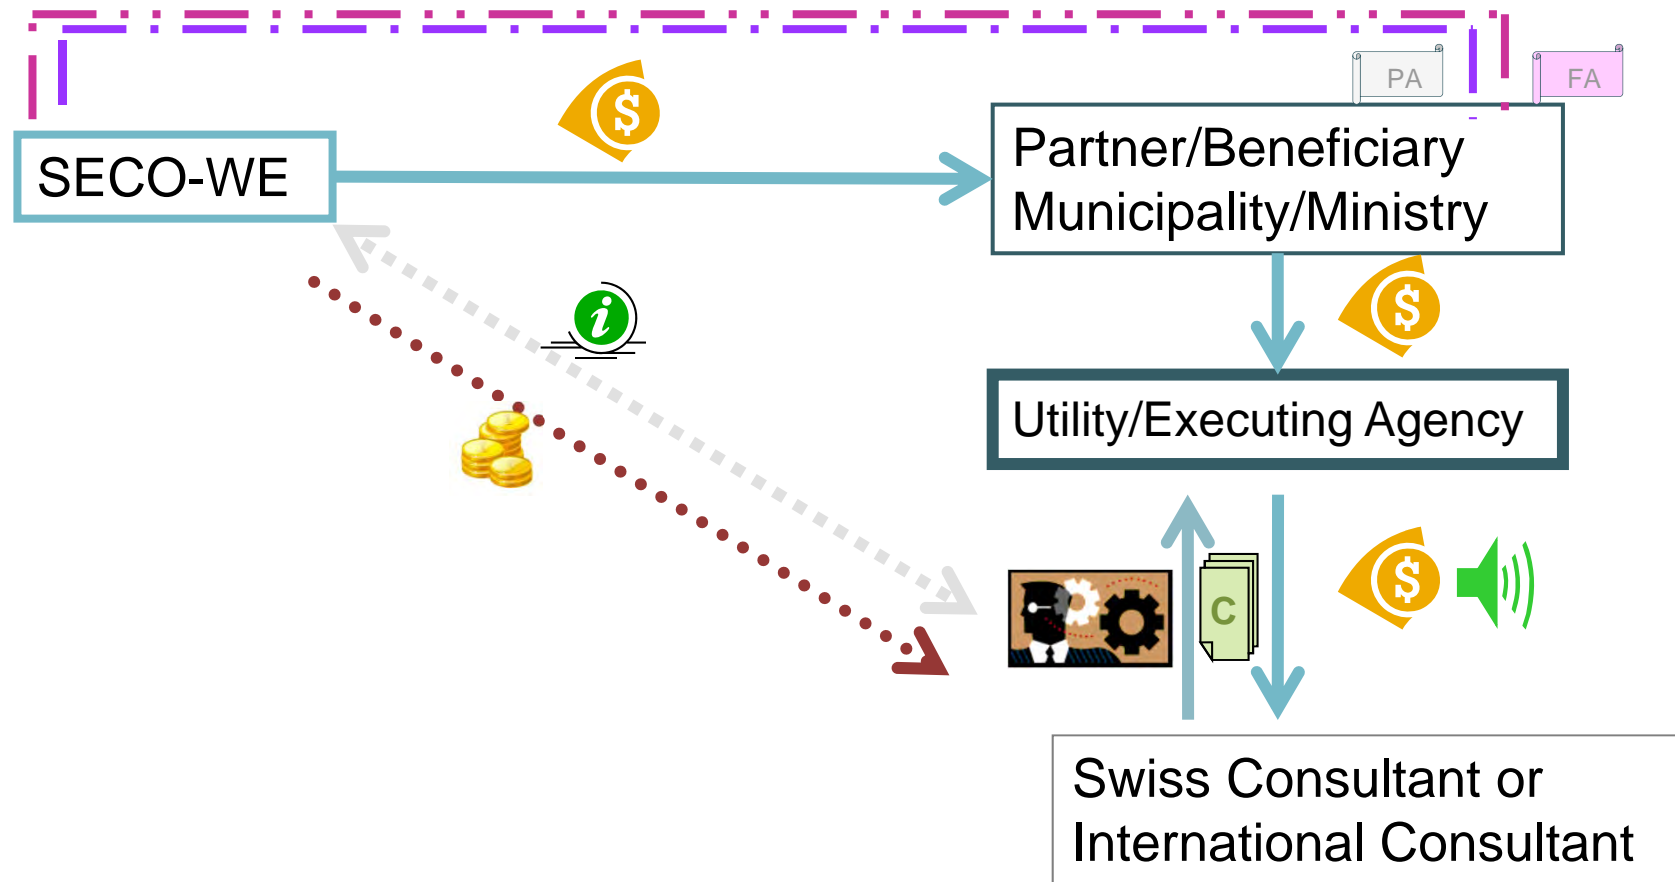 PA
FA
$
SECO-WE
Partner/Beneficiary
Municipality/Ministry
$
i
Utility/Executing Agency
$
C
Swiss Consultant or
International Consultant